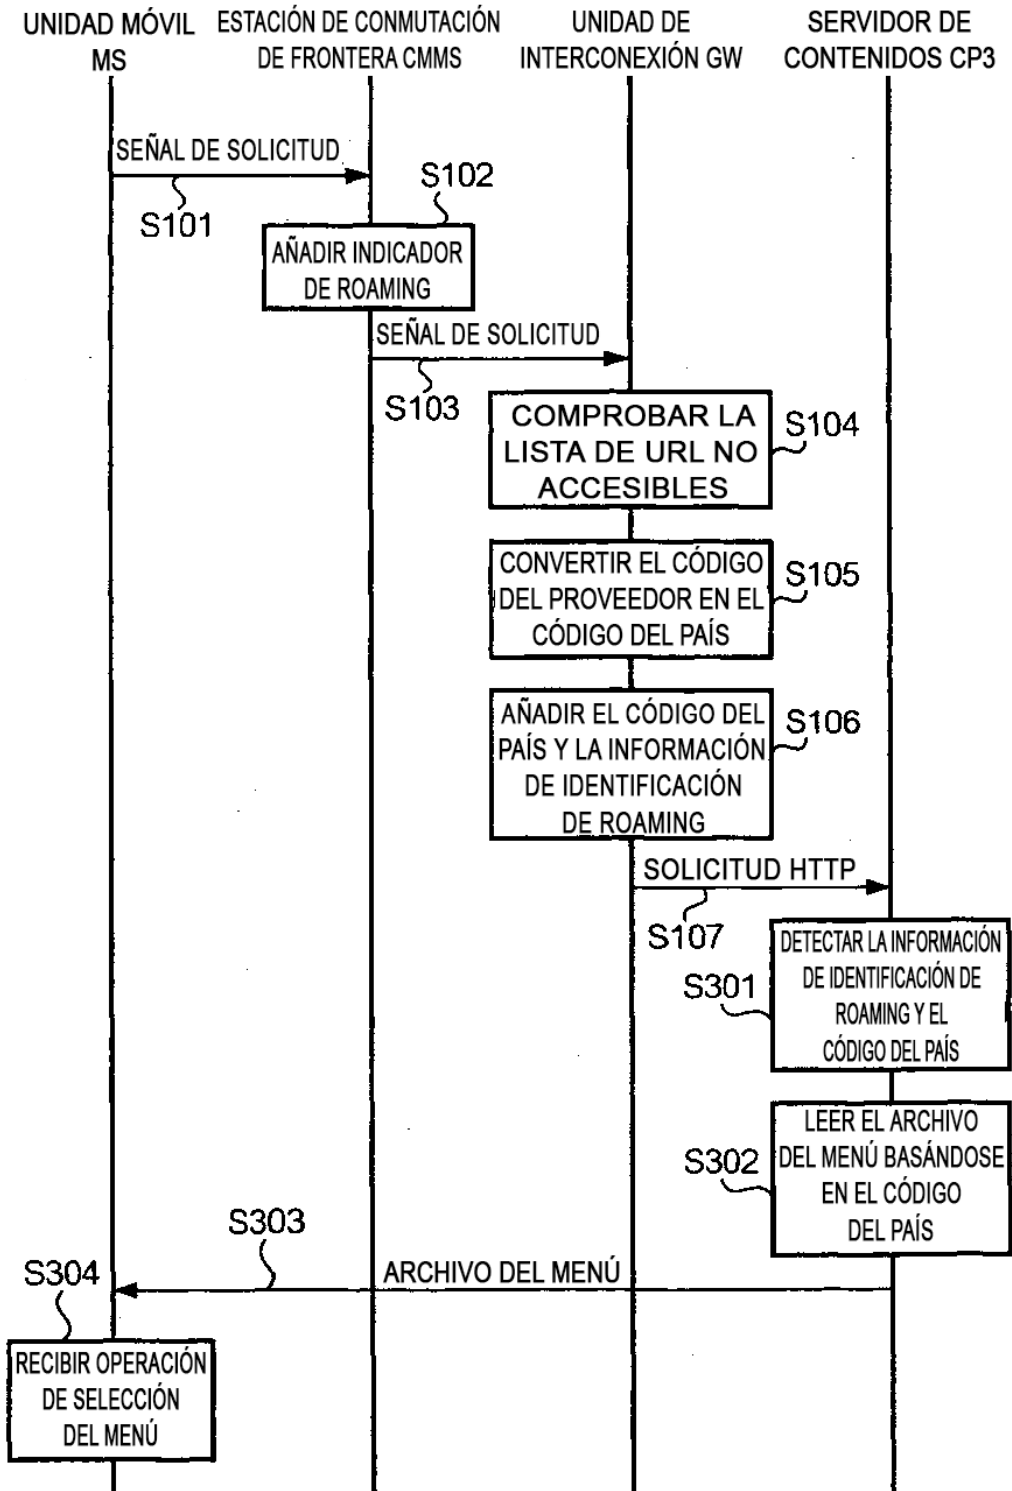 UNIDAD MÓVIL
MS
ESTACIÓN DE CONMUTACIÓN
DE FRONTERA CMMS
UNIDAD DE
INTERCONEXIÓN GW
SERVIDOR DE
CONTENIDOS CP3
SEÑAL DE SOLICITUD
S101
S102
AÑADIR INDICADOR
DE ROAMING
SEÑAL DE SOLICITUD
S103
COMPROBAR LA
LISTA DE URL NO
ACCESIBLES
S104
CONVERTIR EL CÓDIGO
DEL PROVEEDOR EN EL
CÓDIGO DEL PAÍS
S105
AÑADIR EL CÓDIGO DEL
PAÍS Y LA INFORMACIÓN
DE IDENTIFICACIÓN
DE ROAMING
S106
SOLICITUD HTTP
S107
DETECTAR LA INFORMACIÓN
DE IDENTIFICACIÓN DE
ROAMING Y EL
CÓDIGO DEL PAÍS
S301
LEER EL ARCHIVO
DEL MENÚ BASÁNDOSE
EN EL CÓDIGO
DEL PAÍS
S302
S303
ARCHIVO DEL MENÚ
S304
RECIBIR OPERACIÓN
DE SELECCIÓN
DEL MENÚ